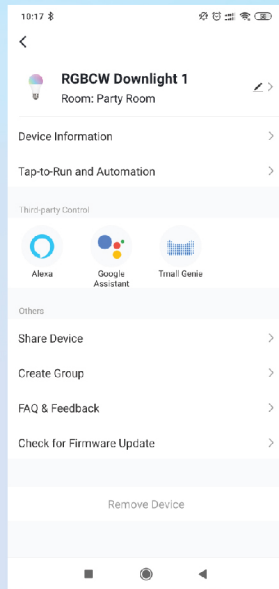 10:17
RGBCW Downlight 1
Room: Party Room
Device Information
Tap-to-Run and Automation
Third-party Control
Alexa
Google
Assistant
Tmall Genie
Others
Share Device
Create Group
FAQ & Feedback
Check for Firmware Update
Remove Device